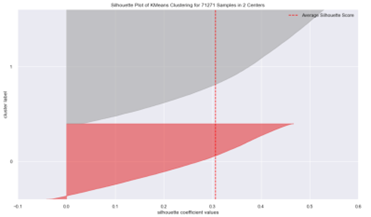 Silhouette Plot of KMeans Clustering for 71271 Samples in 2 Centers
Average Silhouette Score
1
cluster label
0
-0.1 0.0 0.1 0.2 0.3 0.4 0.5 0.6
silhouette coefficient values